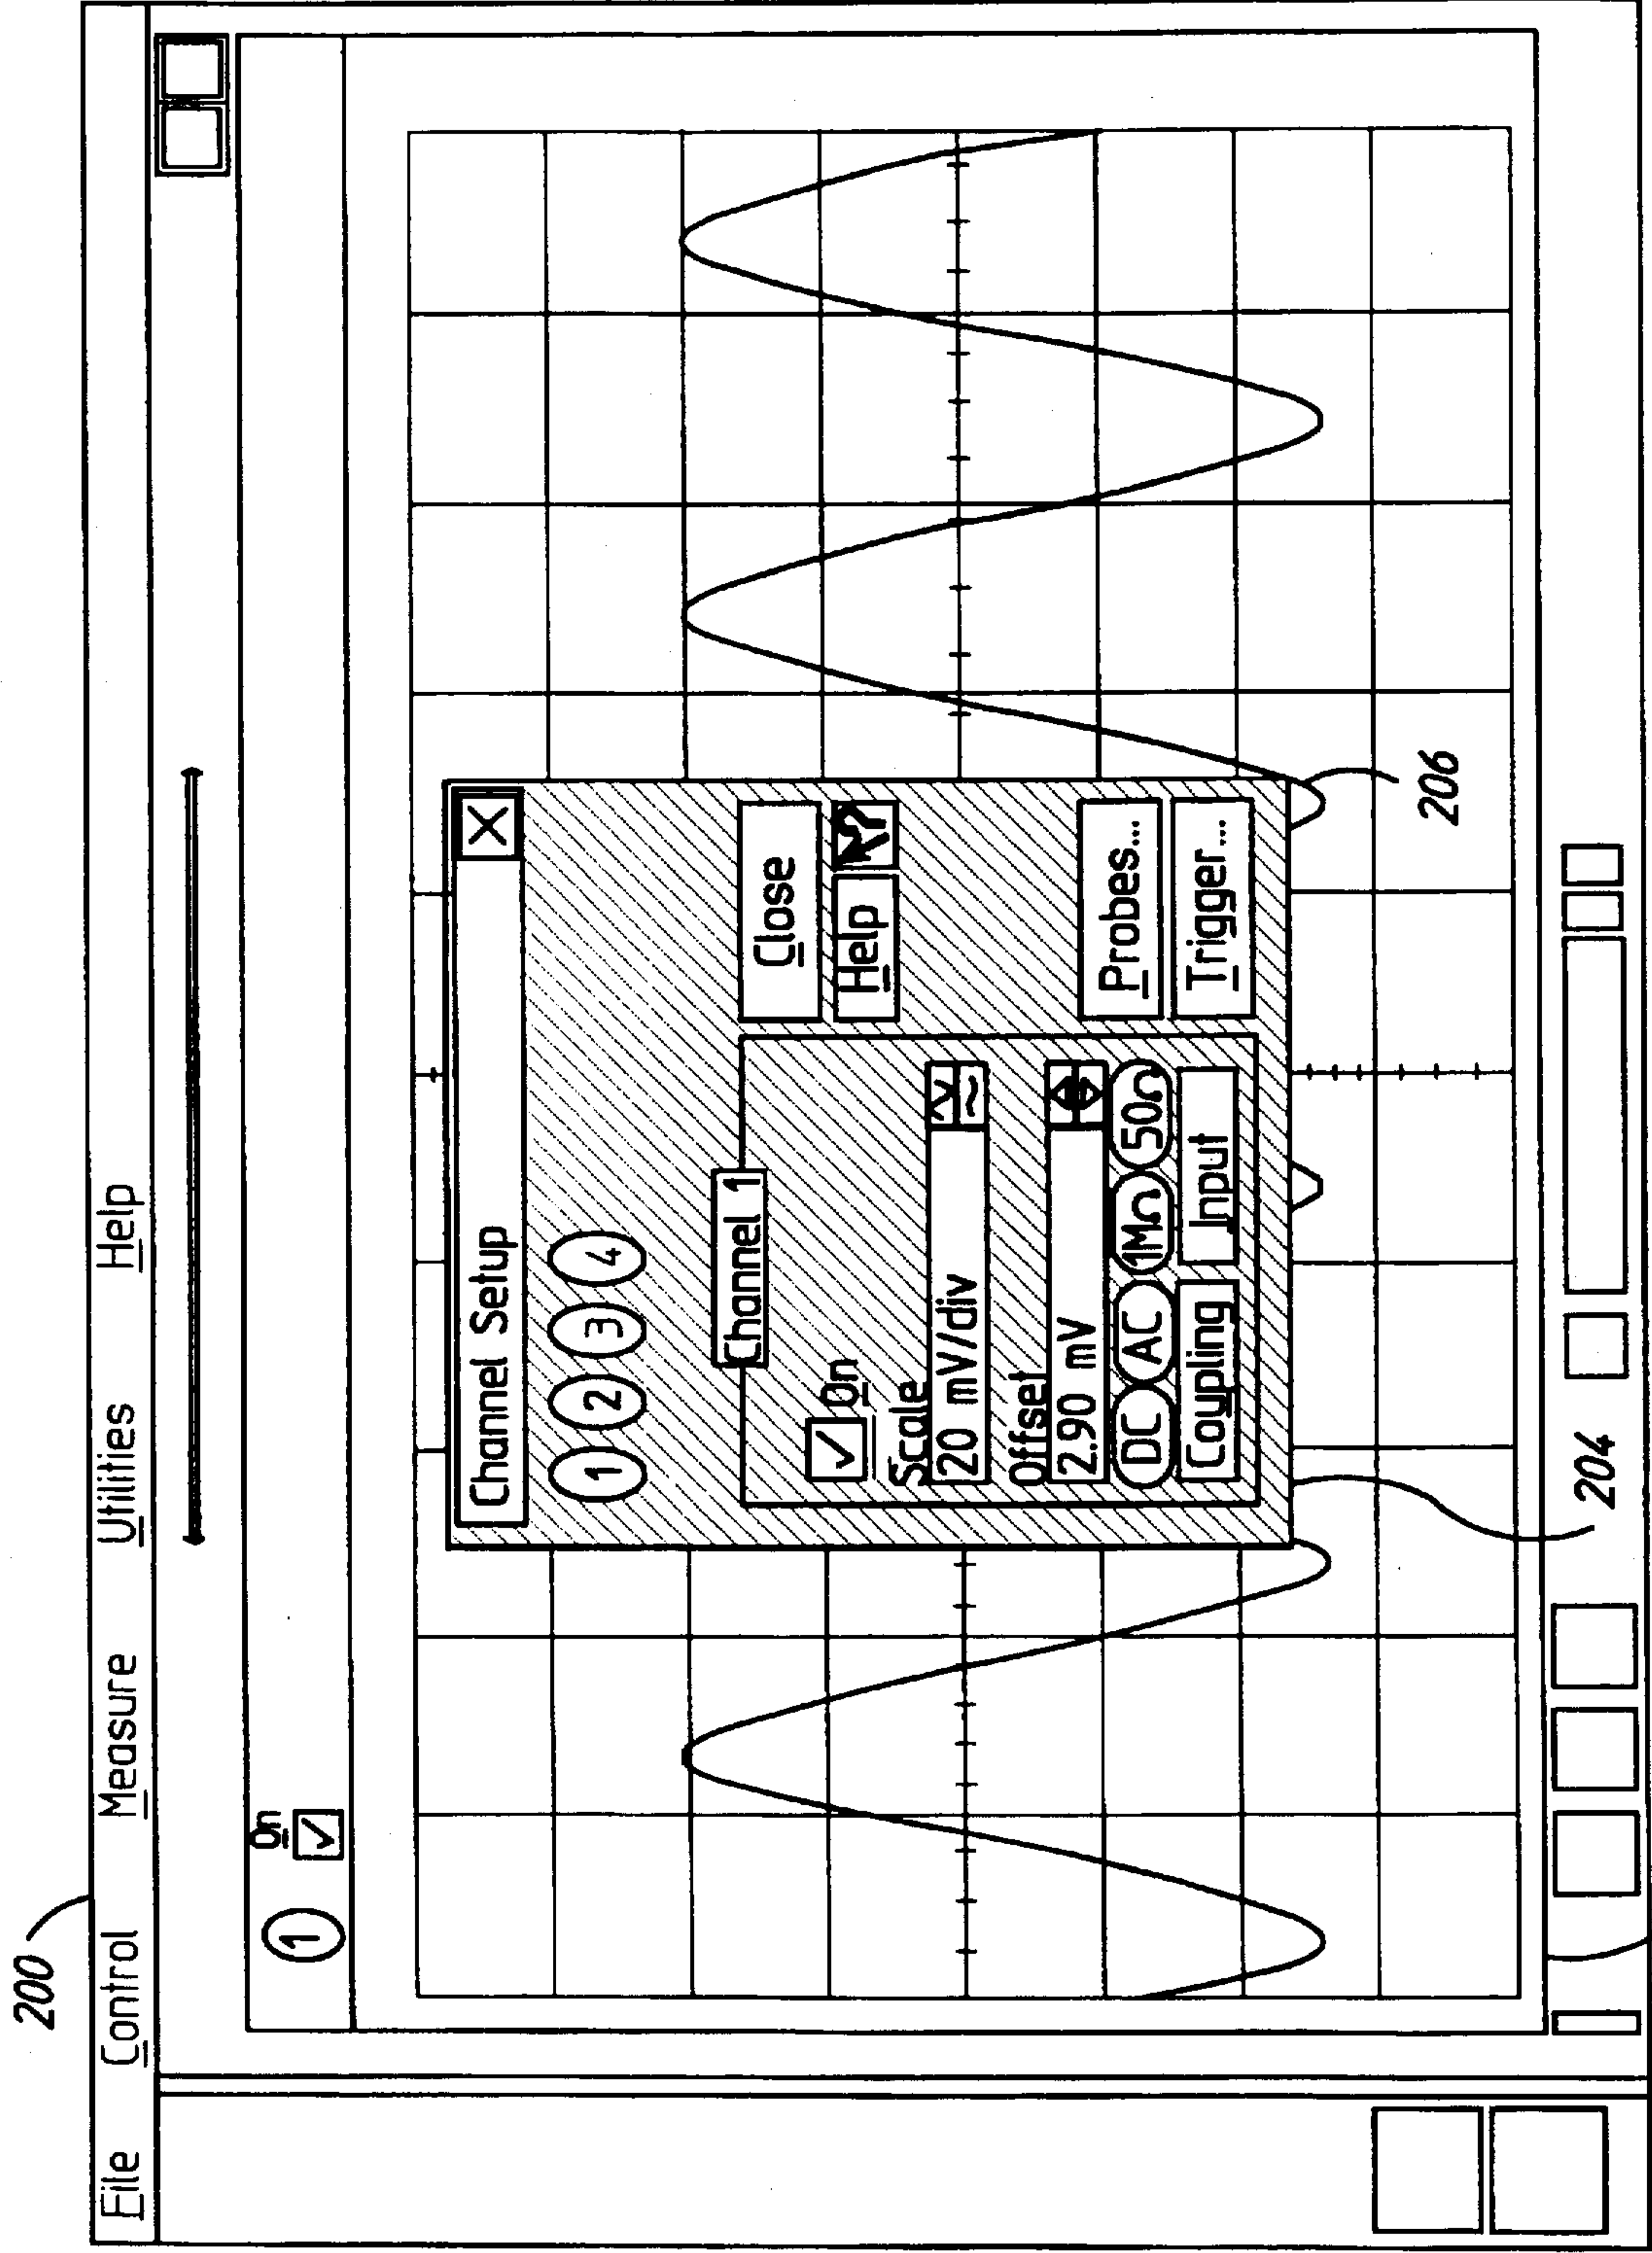 200
File Control Measure Utilities Help
1 On
Channel Setup X
1 2 3 4
Channel 1
On
Close
Help
Scale
20 mV/div
Offset
2.90 mV
DC AC 1MΩ 50Ω
Coupling Input
Probes...
Trigger...
204
206